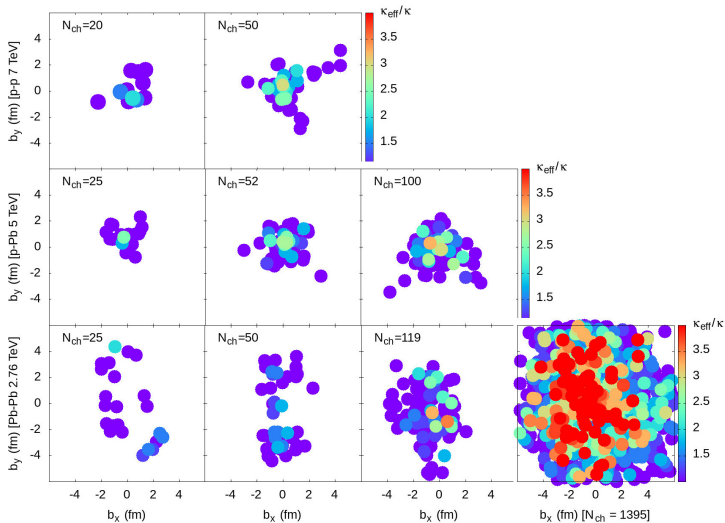 N_ch=20
N_ch=50
κ_eff/κ
4
2
0
-2
-4
4
3.5
3
2.5
2
1.5
b_y (fm) [p-p 7 TeV]
N_ch=25
N_ch=52
N_ch=100
κ_eff/κ
4
2
0
-2
-4
4
3.5
3
2.5
2
1.5
b_y (fm) [p-Pb 5 TeV]
N_ch=25
N_ch=50
N_ch=119
κ_eff/κ
4
2
0
-2
-4
4
3.5
3
2.5
2
1.5
b_y (fm) [Pb-Pb 2.76 TeV]
-4 -2 0 2 4
-4 -2 0 2 4
-4 -2 0 2 4
-4 -2 0 2 4
b_x (fm)
b_x (fm)
b_x (fm)
b_x (fm) [N_ch = 1395]